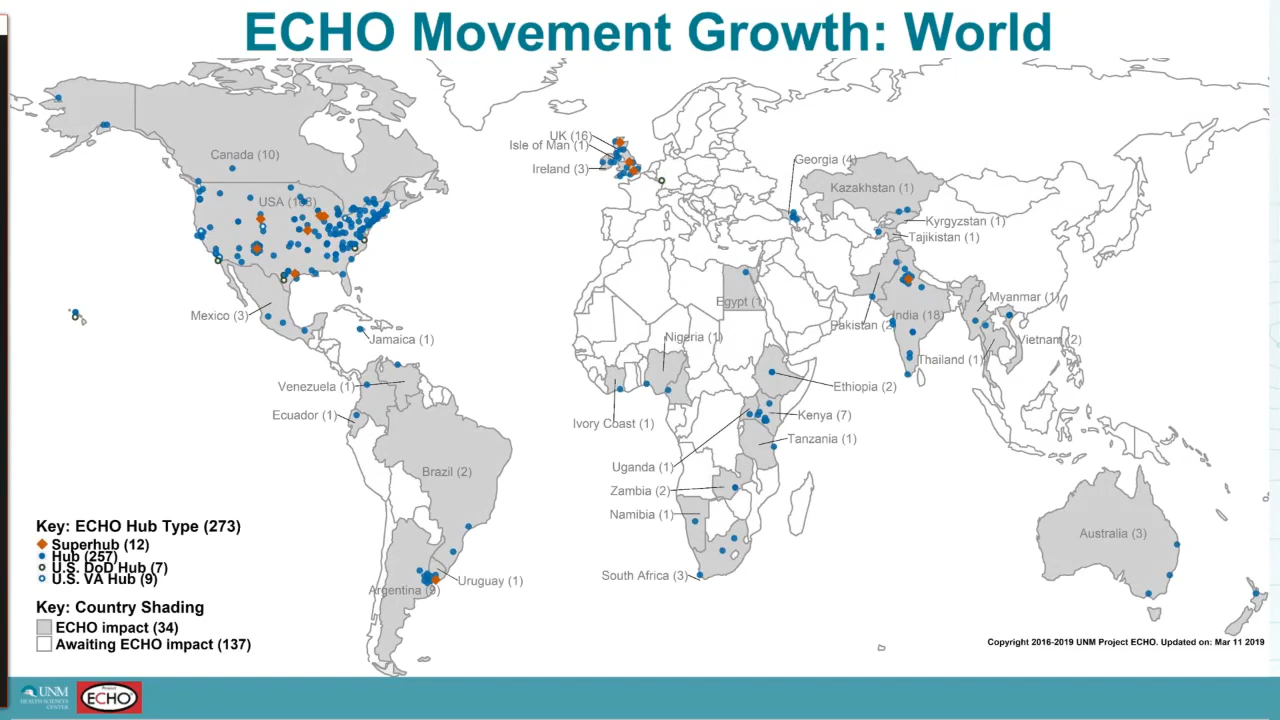 ECHO Movement Growth: World
Canada (10)
USA
Mexico (3)
Jamaica (1)
Venezuela (1)
Ecuador (1)
Brazil (2)
Uruguay (1)
Argentina (9)
UK (16)
Isle of Man (1)
Ireland (3)
Georgia (4)
Kazakhstan (1)
Kyrgyzstan (1)
Tajikistan (1)
Egypt (1)
Pakistan (2
India (18)
Myanmar (1)
Vietnam (2)
Thailand (1)
Nigeria (1)
Ivory Coast (1)
Ethiopia (2)
Kenya (7)
Tanzania (1)
Uganda (1)
Zambia (2)
Namibia (1)
South Africa (3)
Australia (3)
Key: ECHO Hub Type (273)
Superhub (12)
Hub (257)
U.S. DoD Hub (7)
U.S. VA Hub (9)
Key: Country Shading
ECHO impact (34)
Awaiting ECHO impact (137)
Copyright 2016-2019 UNM Project ECHO. Updated on: Mar 11 2019
UNM
HEALTH SCIENCES
CENTER
Project
ECHO